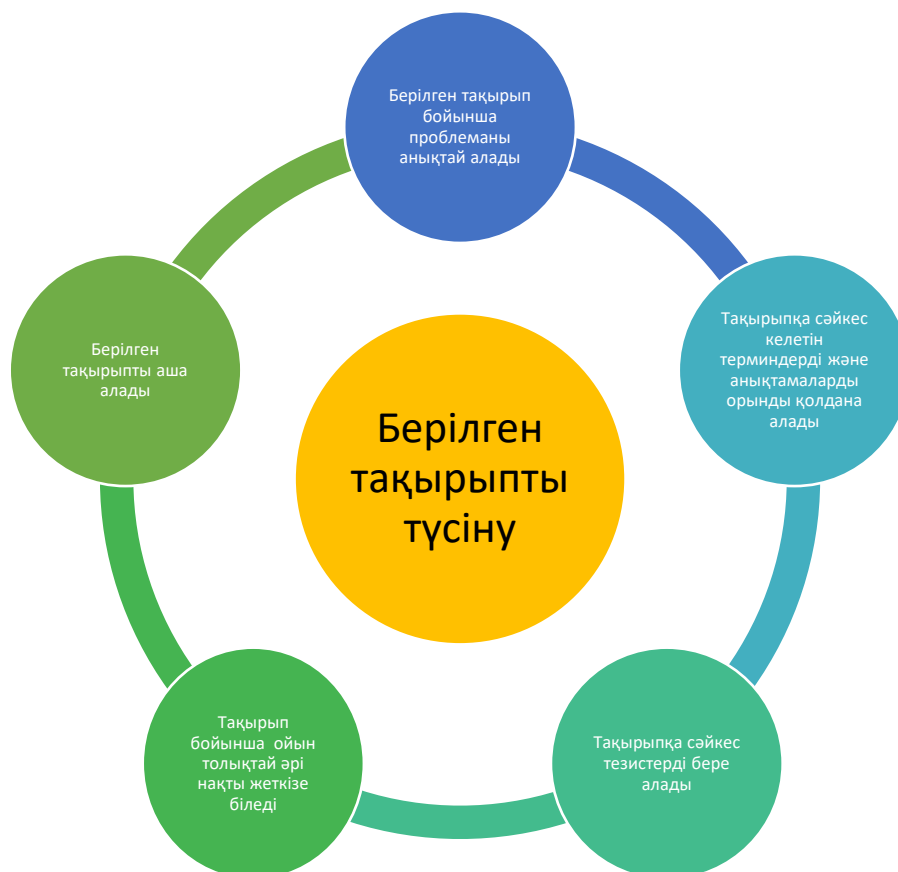 Берілген тақырып
бойынша
проблеманы
анықтай алады
Тақырыпқа сәйкес
келетін
терминдерді және
анықтамаларды
орынды қолдана
алады
Тақырыпқа сәйкес
тезистерді бере
алады
Тақырып
бойынша ойын
толықтай әрі
нақты жеткізе
біледі
Берілген
тақырыпты аша
алады
Берілген
тақырыпты
түсіну